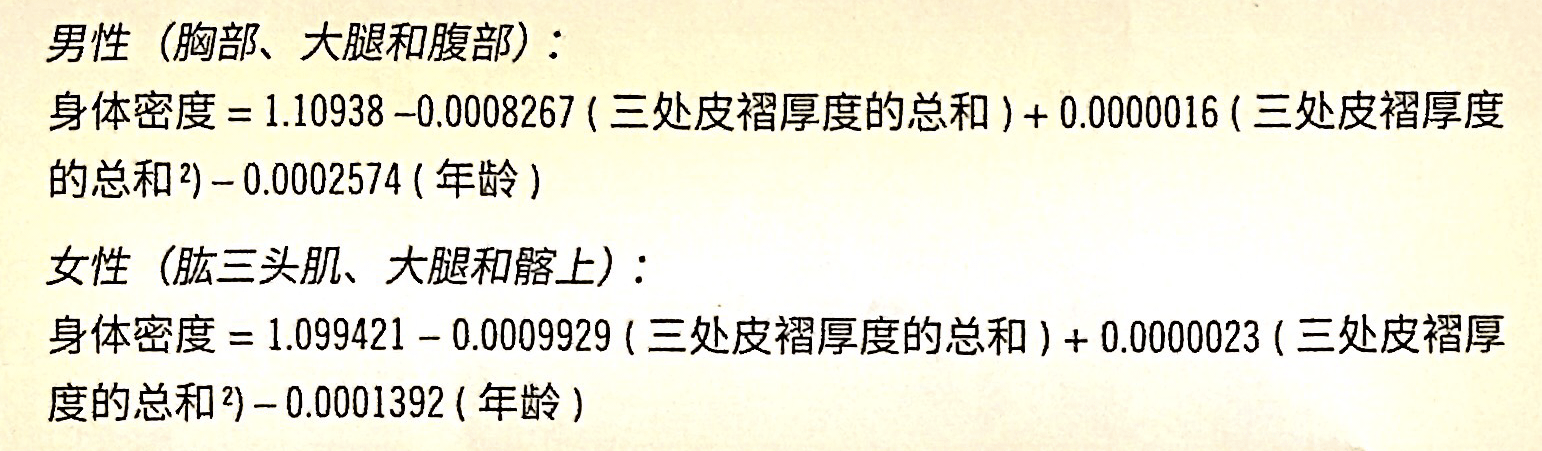 男性（胸部、大腿和腹部）：
身体密度 = 1.10938 –0.0008267 ( 三处皮褶厚度的总和 ) + 0.0000016 ( 三处皮褶厚度
的总和 ²) – 0.0002574 ( 年龄 )
女性（肱三头肌、大腿和髂上）：
身体密度 = 1.099421 – 0.0009929 ( 三处皮褶厚度的总和 ) + 0.0000023 ( 三处皮褶厚
度的总和 ²) – 0.0001392 ( 年龄 )